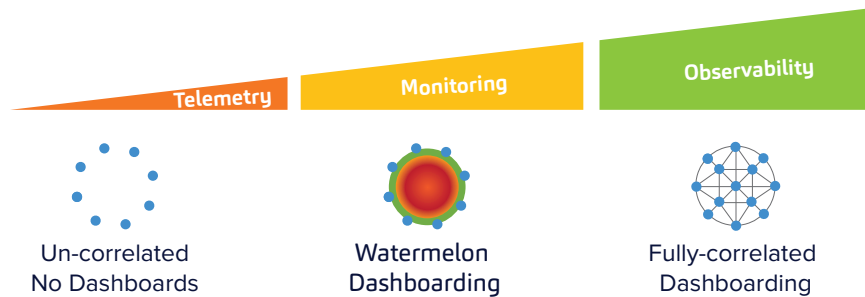 Telemetry
Monitoring
Observability
Un-correlated
No Dashboards
Watermelon
Dashboarding
Fully-correlated
Dashboarding